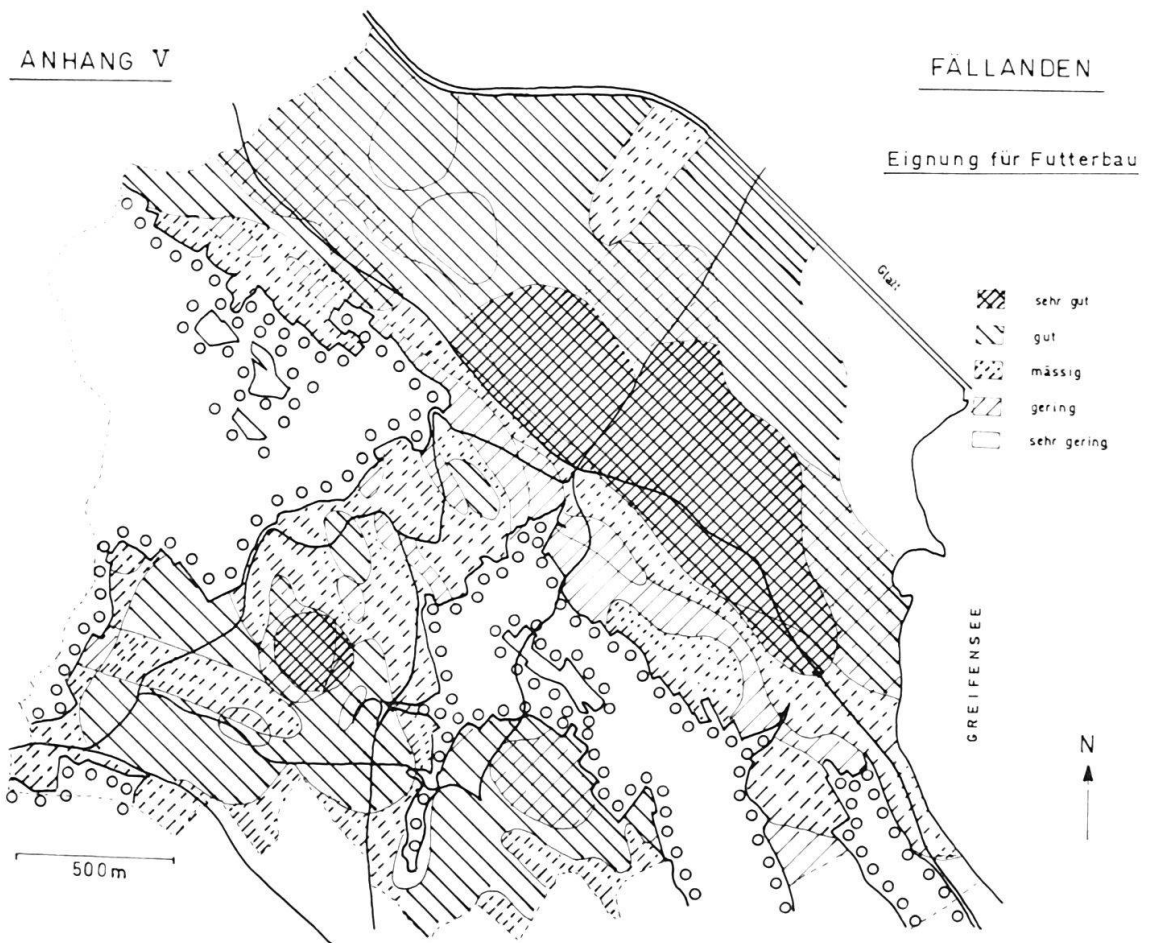 ANHANG V
FÄLLANDEN
Eignung für Futterbau
Glatt
sehr gut
gut
mässig
gering
sehr gering
GREIFENSEE
N
500m